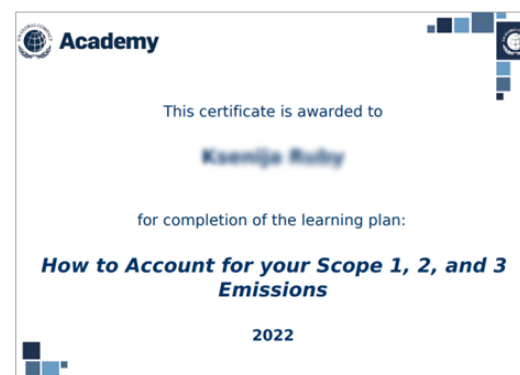 Academy
This certificate is awarded to
for completion of the learning plan:
How to Account for your Scope 1, 2, and 3
Emissions
2022